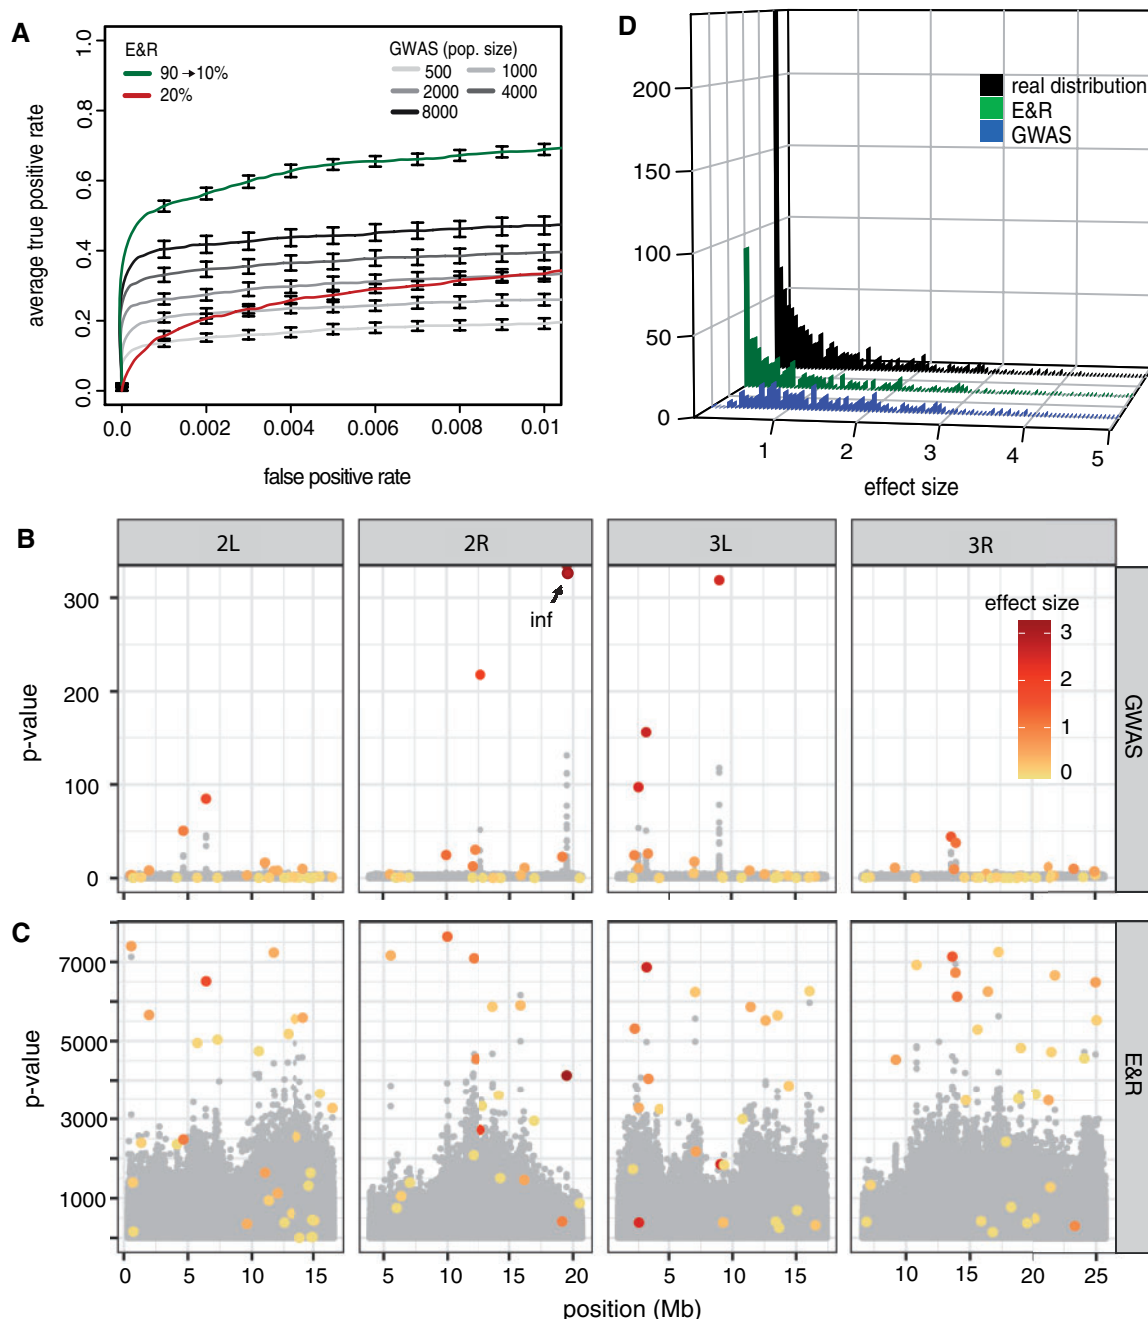 A
E&R
90→10%
20%
GWAS (pop. size)
500 1000
2000 4000
8000
average true positive rate
1.0
0.8
0.6
0.4
0.2
0.0
0.0 0.002 0.004 0.006 0.008 0.01
false positive rate
D
real distribution
E&R
GWAS
200
150
100
50
0
1 2 3 4 5
effect size
B
2L 2R 3L 3R
p-value
300
200
100
0
inf
effect size
3
2
1
0
GWAS
C
p-value
7000
5000
3000
1000
E&R
0 5 10 15 5 10 15 20 5 10 15 10 15 20 25
position (Mb)